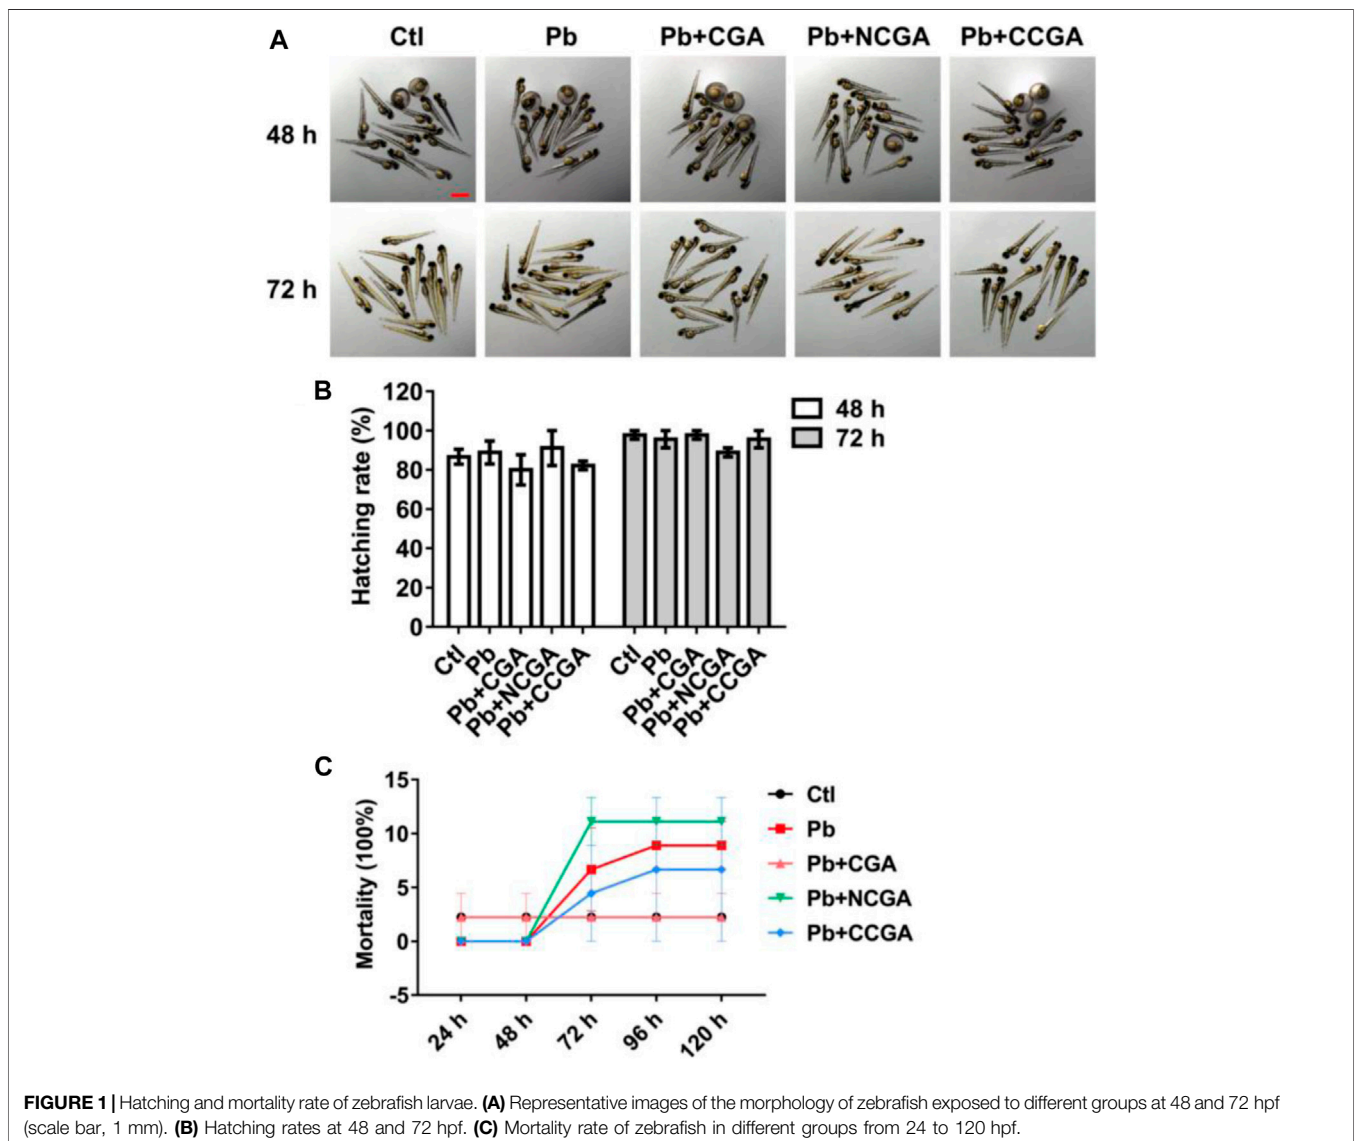 A
Ctl Pb Pb+CGA Pb+NCGA Pb+CCGA
48 h
72 h
B
Hatching rate (%)
120
100
80
60
40
20
0
Ctl Pb Pb+CGA Pb+NCGA Pb+CCGA Ctl Pb Pb+CGA Pb+NCGA Pb+CCGA
48 h
72 h
C
Mortality (100%)
15
10
5
0
-5
24 h 48 h 72 h 96 h 120 h
Ctl
Pb
Pb+CGA
Pb+NCGA
Pb+CCGA
FIGURE 1 | Hatching and mortality rate of zebrafish larvae. (A) Representative images of the morphology of zebrafish exposed to different groups at 48 and 72 hpf
(scale bar, 1 mm). (B) Hatching rates at 48 and 72 hpf. (C) Mortality rate of zebrafish in different groups from 24 to 120 hpf.